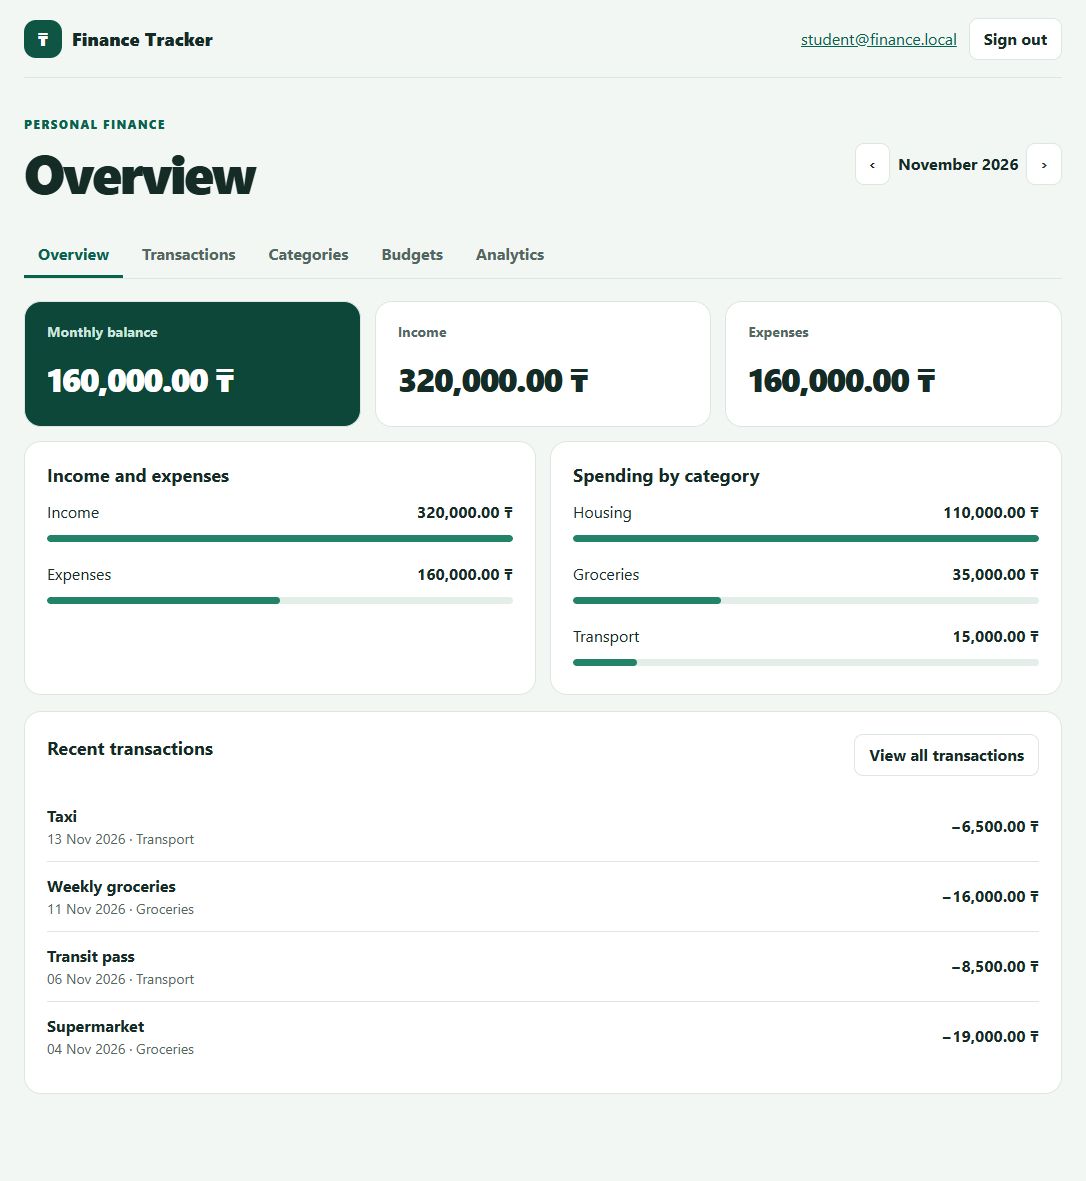 ₸ Finance Tracker student@finance.local Sign out
PERSONAL FINANCE
Overview
‹ November 2026 ›
Overview Transactions Categories Budgets Analytics
Monthly balance
160,000.00 ₸
Income
320,000.00 ₸
Expenses
160,000.00 ₸
Income and expenses
Income 320,000.00 ₸
Expenses 160,000.00 ₸
Spending by category
Housing 110,000.00 ₸
Groceries 35,000.00 ₸
Transport 15,000.00 ₸
Recent transactions View all transactions
Taxi
13 Nov 2026 · Transport
−6,500.00 ₸
Weekly groceries
11 Nov 2026 · Groceries
−16,000.00 ₸
Transit pass
06 Nov 2026 · Transport
−8,500.00 ₸
Supermarket
04 Nov 2026 · Groceries
−19,000.00 ₸